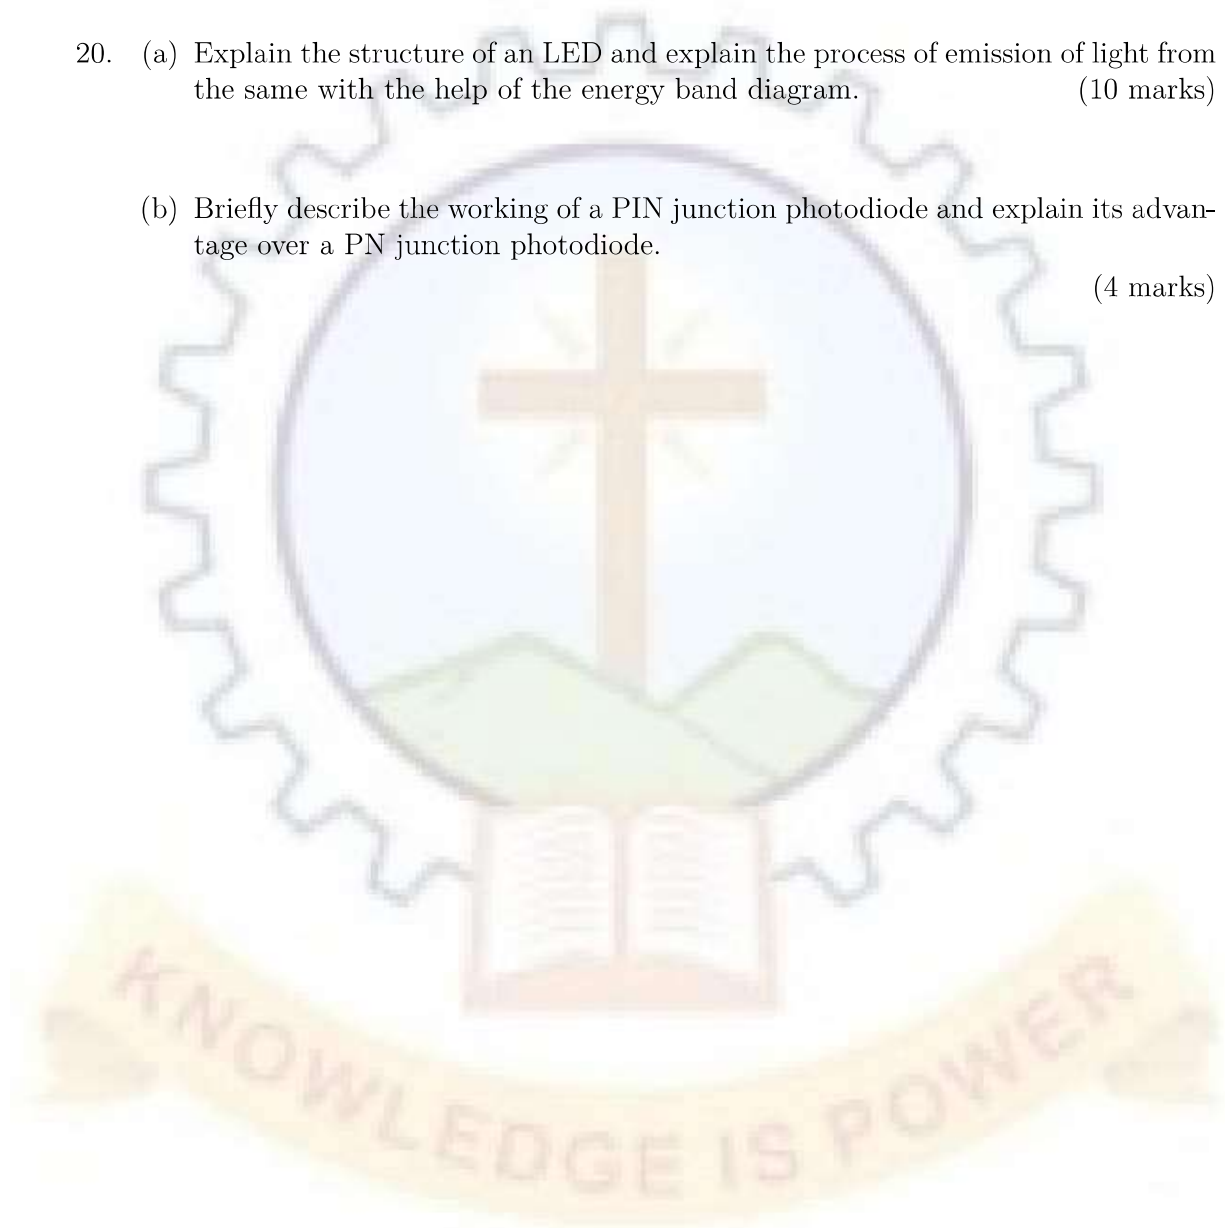 20. (a) Explain the structure of an LED and explain the process of emission of light from
the same with the help of the energy band diagram. (10 marks)
(b) Briefly describe the working of a PIN junction photodiode and explain its advan-
tage over a PN junction photodiode.
(4 marks)
KNOWLEDGE IS POWER